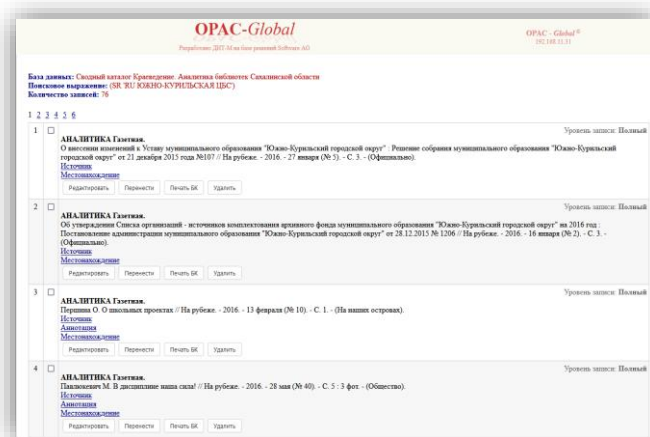 OPAC-Global
Разработано ДИТ-М на базе решений Software AG
OPAC - Global
База данных: Сводный каталог Краеведение. Аналитика библиотек Сахалинской области
Поисковое выражение: (SR 'RU ЮЖНО-КУРИЛЬСКАЯ ЦБС')
Количество записей: 76
1 2 3 4 5 6
1 Уровень записи: Полный
АНАЛИТИКА Газетная.
О внесении изменений к Уставу муниципального образования "Южно-Курильский городской округ" : Решение собрания муниципального образования "Южно-Курильский
городской округ" от 21 декабря 2015 года №107 // На рубеже. - 2016. - 27 января (№ 5). - С. 3. - (Официально).
Источник
Местонахождение
Редактировать Перенести Печать БК Удалить
2 Уровень записи: Полный
АНАЛИТИКА Газетная.
Об утверждении Списка организаций - источников комплектования архивного фонда муниципального образования "Южно-Курильский городской округ" на 2016 год :
Постановление администрации муниципального образования "Южно-Курильский городской округ" от 28.12.2015 № 1206 // На рубеже. - 2016. - 16 января (№ 2). - С. 3. -
(Официально).
Источник
Местонахождение
Редактировать Перенести Печать БК Удалить
3 Уровень записи: Полный
АНАЛИТИКА Газетная.
Першина О. О школьных проектах // На рубеже. - 2016. - 13 февраля (№ 10). - С. 1. - (На наших островах).
Источник
Аннотация
Местонахождение
Редактировать Перенести Печать БК Удалить
4 Уровень записи: Полный
АНАЛИТИКА Газетная.
Павлюкевич М. В дисциплине наша сила! // На рубеже. - 2016. - 28 мая (№ 40). - С. 5 : 3 фот. - (Общество).
Источник
Аннотация
Местонахождение
Редактировать Перенести Печать БК Удалить